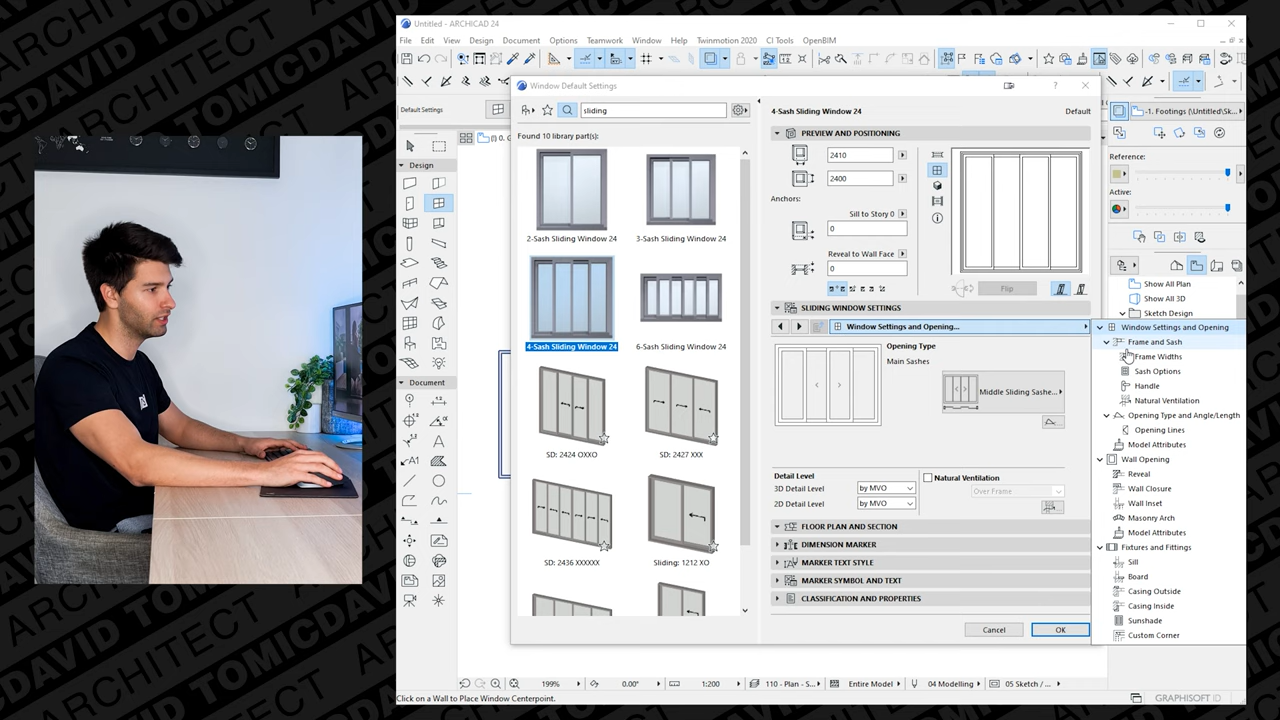 Untitled - ARCHICAD 24
File Edit View Design Document Options Teamwork Window Help Twinmotion 2020 CI Tools OpenBIM
Default Settings
Design
Document
Window Default Settings
sliding
Found 10 library part(s):
2-Sash Sliding Window 24
3-Sash Sliding Window 24
4-Sash Sliding Window 24
6-Sash Sliding Window 24
SD: 2424 OXXO
SD: 2427 XXX
SD: 2436 XXXXXX
Sliding: 1212 XO
4-Sash Sliding Window 24
Default
PREVIEW AND POSITIONING
2410
2400
Anchors:
Sill to Story 0
0
Reveal to Wall Face
0
Flip
SLIDING WINDOW SETTINGS
Window Settings and Opening...
Opening Type
Main Sashes
Middle Sliding Sashe...
Detail Level
3D Detail Level by MVO
2D Detail Level by MVO
Natural Ventilation
Over Frame
FLOOR PLAN AND SECTION
DIMENSION MARKER
MARKER TEXT STYLE
MARKER SYMBOL AND TEXT
CLASSIFICATION AND PROPERTIES
Cancel
OK
-1. Footings (Untitled\Sk...
Reference:
Active:
Show All Plan
Show All 3D
Sketch Design
Window Settings and Opening
Frame and Sash
Frame Widths
Sash Options
Handle
Natural Ventilation
Opening Type and Angle/Length
Opening Lines
Model Attributes
Wall Opening
Reveal
Wall Closure
Wall Inset
Masonry Arch
Model Attributes
Fixtures and Fittings
Sill
Board
Casing Outside
Casing Inside
Sunshade
Custom Corner
199%
0.00°
1:200
110 - Plan - S...
Entire Model
04 Modelling
05 Sketch / ...
Click on a Wall to Place Window Centerpoint.
GRAPHISOFT ID